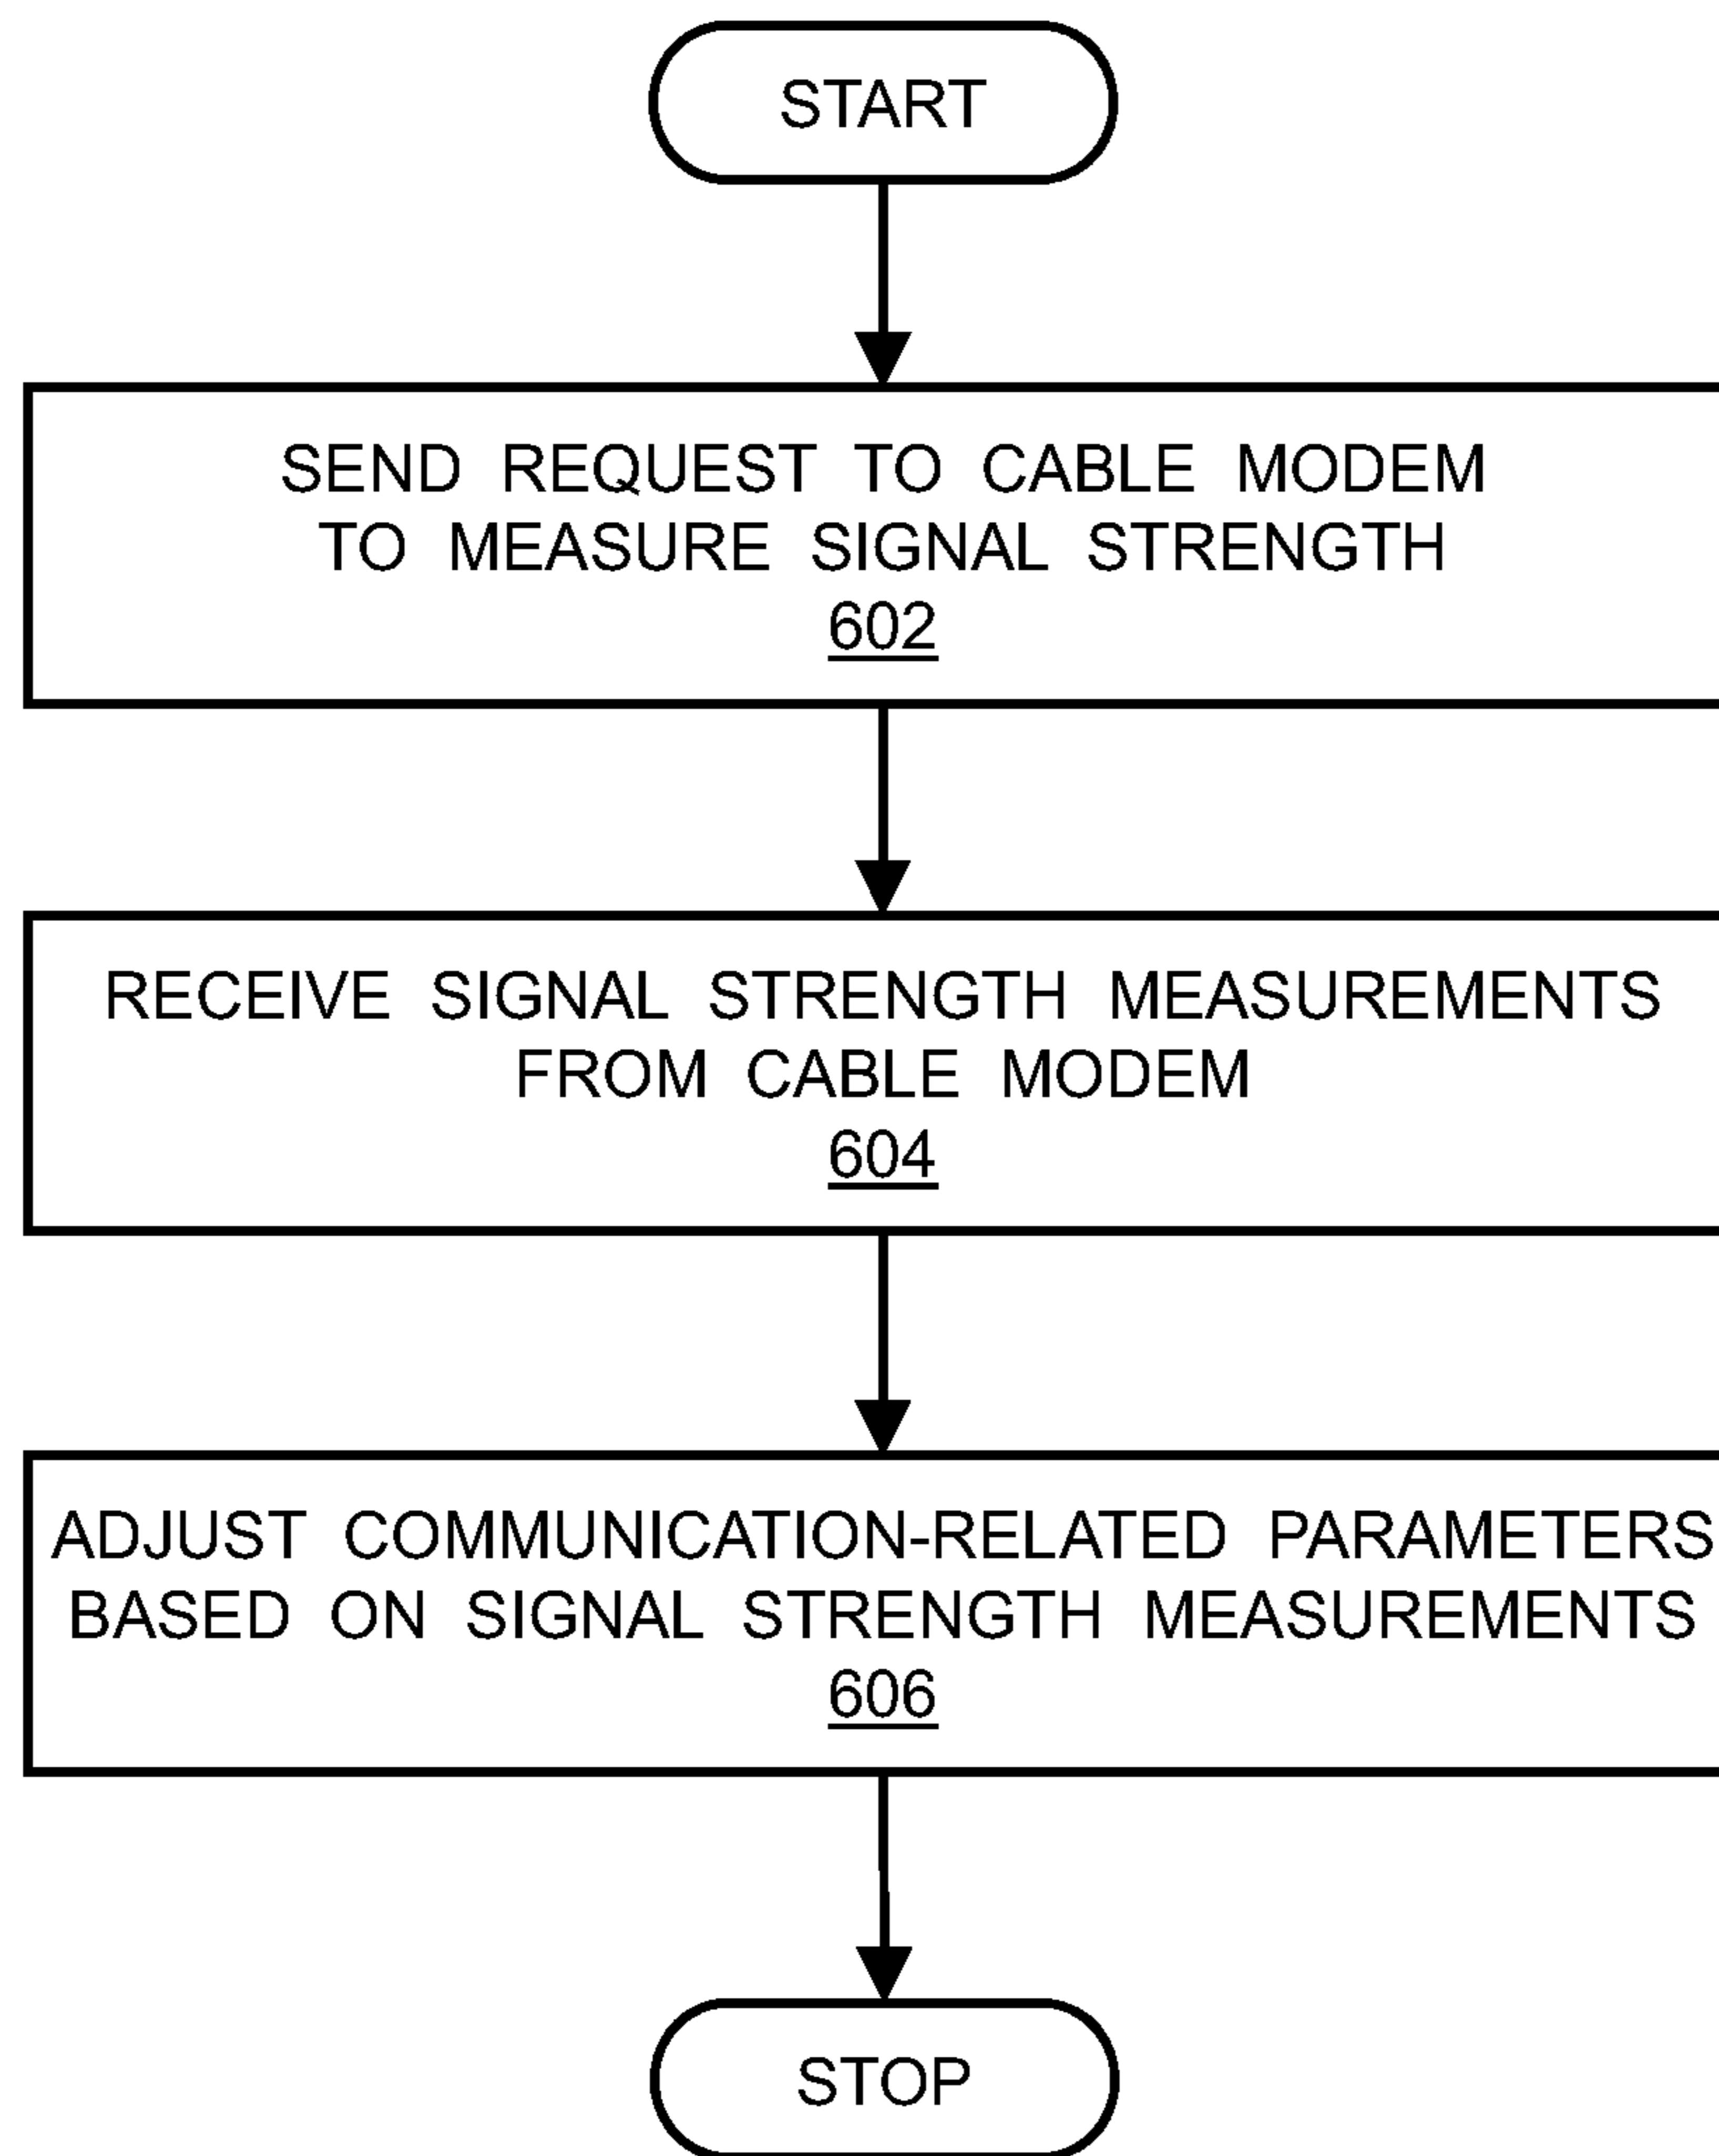 START
SEND REQUEST TO CABLE MODEM
TO MEASURE SIGNAL STRENGTH
602
RECEIVE SIGNAL STRENGTH MEASUREMENTS
FROM CABLE MODEM
604
ADJUST COMMUNICATION-RELATED PARAMETERS
BASED ON SIGNAL STRENGTH MEASUREMENTS
606
STOP